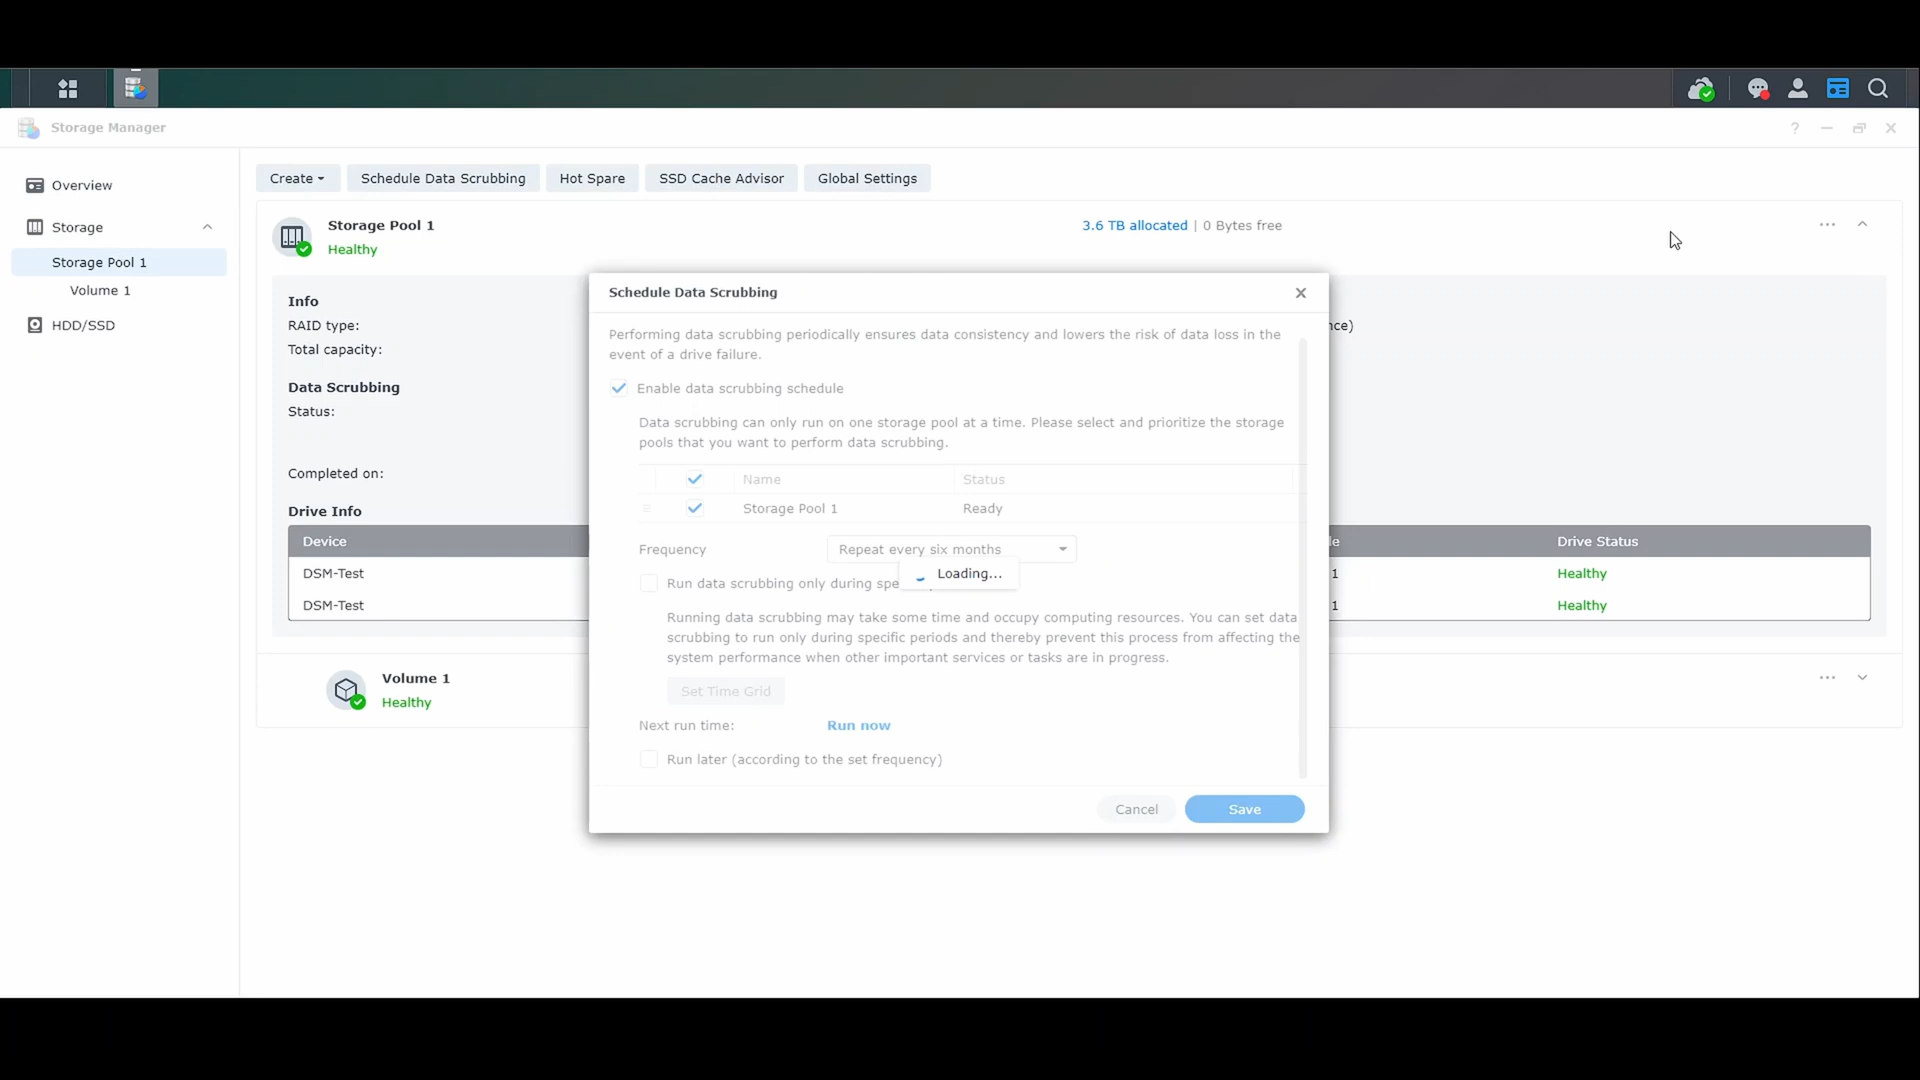 Storage Manager
?
Overview
Storage
Storage Pool 1
Volume 1
HDD/SSD
Create
Schedule Data Scrubbing
Hot Spare
SSD Cache Advisor
Global Settings
Storage Pool 1
Healthy
3.6 TB allocated | 0 Bytes free
Info
RAID type:
nce)
Total capacity:
Data Scrubbing
Status:
Completed on:
Drive Info
Device
Drive Status
DSM-Test
1
Healthy
DSM-Test
1
Healthy
Volume 1
Healthy
Schedule Data Scrubbing
Performing data scrubbing periodically ensures data consistency and lowers the risk of data loss in the
event of a drive failure.
Enable data scrubbing schedule
Data scrubbing can only run on one storage pool at a time. Please select and prioritize the storage
pools that you want to perform data scrubbing.
Name
Status
Storage Pool 1
Ready
Frequency
Repeat every six months
Loading...
Run data scrubbing only during spe
Running data scrubbing may take some time and occupy computing resources. You can set data
scrubbing to run only during specific periods and thereby prevent this process from affecting the
system performance when other important services or tasks are in progress.
Set Time Grid
Next run time:
Run now
Run later (according to the set frequency)
Cancel
Save